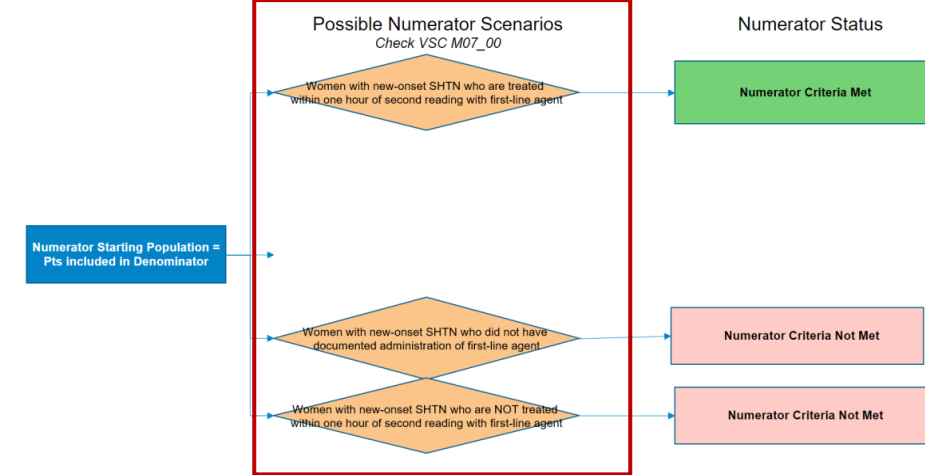 Possible Numerator Scenarios
Check VSC M07_00
Numerator Status
Women with new-onset SHTN who are treated
within one hour of second reading with first-line agent
Numerator Criteria Met
Numerator Starting Population =
Pts included in Denominator
Women with new-onset SHTN who did not have
documented administration of first-line agent
Numerator Criteria Not Met
Women with new-onset SHTN who are NOT treated
within one hour of second reading with first-line agent
Numerator Criteria Not Met